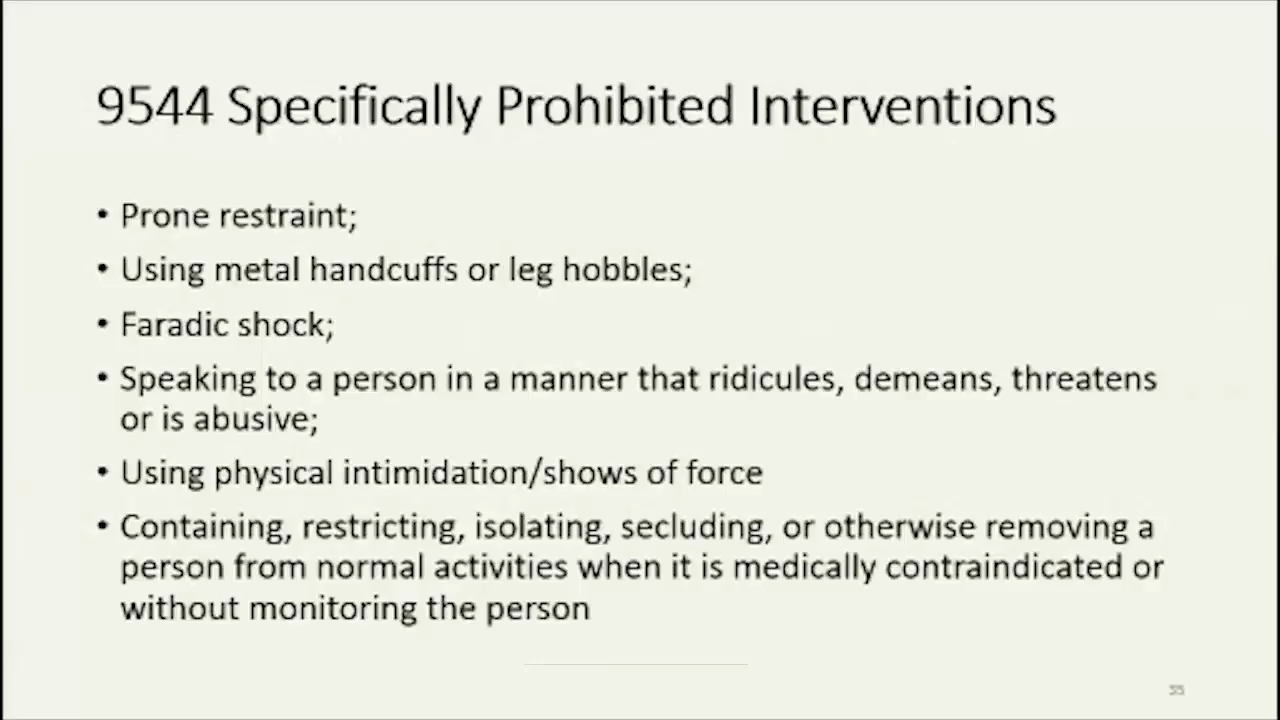 9544 Specifically Prohibited Interventions
• Prone restraint;
• Using metal handcuffs or leg hobbles;
• Faradic shock;
• Speaking to a person in a manner that ridicules, demeans, threatens
or is abusive;
• Using physical intimidation/shows of force
• Containing, restricting, isolating, secluding, or otherwise removing a
person from normal activities when it is medically contraindicated or
without monitoring the person